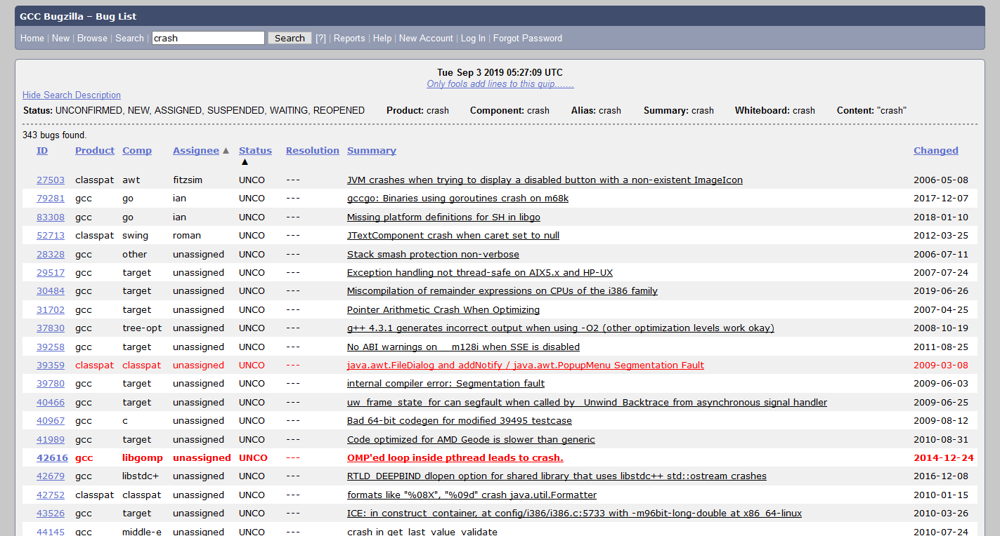 GCC Bugzilla – Bug List
Home | New | Browse | Search | crash Search [?] | Reports | Help | New Account | Log In | Forgot Password
Tue Sep 3 2019 05:27:09 UTC
Only fools add lines to this quip.......
Hide Search Description
Status: UNCONFIRMED, NEW, ASSIGNED, SUSPENDED, WAITING, REOPENED Product: crash Component: crash Alias: crash Summary: crash Whiteboard: crash Content: "crash"
343 bugs found.
ID Product Comp Assignee ▲ Status ▲ Resolution Summary Changed
27503 classpat awt fitzsim UNCO --- JVM crashes when trying to display a disabled button with a non-existent ImageIcon 2006-05-08
79281 gcc go ian UNCO --- gccgo: Binaries using goroutines crash on m68k 2017-12-07
83308 gcc go ian UNCO --- Missing platform definitions for SH in libgo 2018-01-10
52713 classpat swing roman UNCO --- JTextComponent crash when caret set to null 2012-03-25
28328 gcc other unassigned UNCO --- Stack smash protection non-verbose 2006-07-11
29517 gcc target unassigned UNCO --- Exception handling not thread-safe on AIX5.x and HP-UX 2007-07-24
30484 gcc target unassigned UNCO --- Miscompilation of remainder expressions on CPUs of the i386 family 2019-06-26
31702 gcc target unassigned UNCO --- Pointer Arithmetic Crash When Optimizing 2007-04-25
37830 gcc tree-opt unassigned UNCO --- g++ 4.3.1 generates incorrect output when using -O2 (other optimization levels work okay) 2008-10-19
39258 gcc target unassigned UNCO --- No ABI warnings on __m128i when SSE is disabled 2011-08-25
39359 classpat classpat unassigned UNCO --- java.awt.FileDialog and addNotify / java.awt.PopupMenu Segmentation Fault 2009-03-08
39780 gcc target unassigned UNCO --- internal compiler error: Segmentation fault 2009-06-03
40466 gcc target unassigned UNCO --- uw_frame_state_for can segfault when called by _Unwind_Backtrace from asynchronous signal handler 2009-06-25
40967 gcc c unassigned UNCO --- Bad 64-bit codegen for modified 39495 testcase 2009-08-12
41989 gcc target unassigned UNCO --- Code optimized for AMD Geode is slower than generic 2010-08-31
42616 gcc libgomp unassigned UNCO --- OMP'ed loop inside pthread leads to crash. 2014-12-24
42679 gcc libstdc+ unassigned UNCO --- RTLD_DEEPBIND dlopen option for shared library that uses libstdc++ std::ostream crashes 2016-12-08
42752 classpat classpat unassigned UNCO --- formats like "%08X", "%09d" crash java.util.Formatter 2010-01-15
43526 gcc target unassigned UNCO --- ICE: in construct_container, at config/i386/i386.c:5733 with -m96bit-long-double at x86_64-linux 2010-03-26
44145 gcc middle-e unassigned UNCO --- crash in get_last_value_validate 2010-07-24